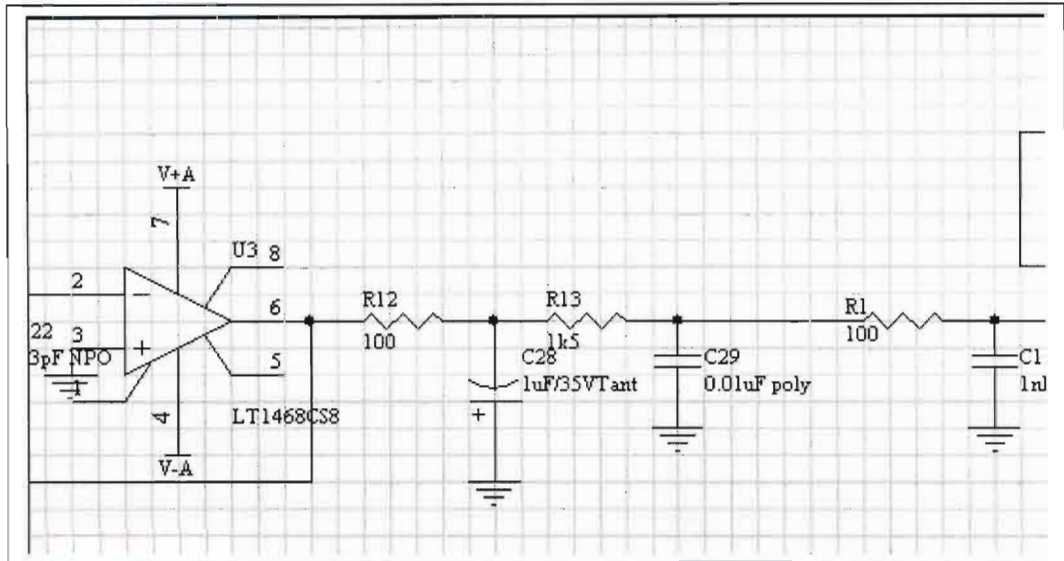 V+A
7
U3 8
2
6
R12
R13
R1
22
3
100
1k5
100
3pF NPO
5
C28
C29
C1
1uF/35VTant
0.01uF poly
1
4
LT1468CS8
V-A